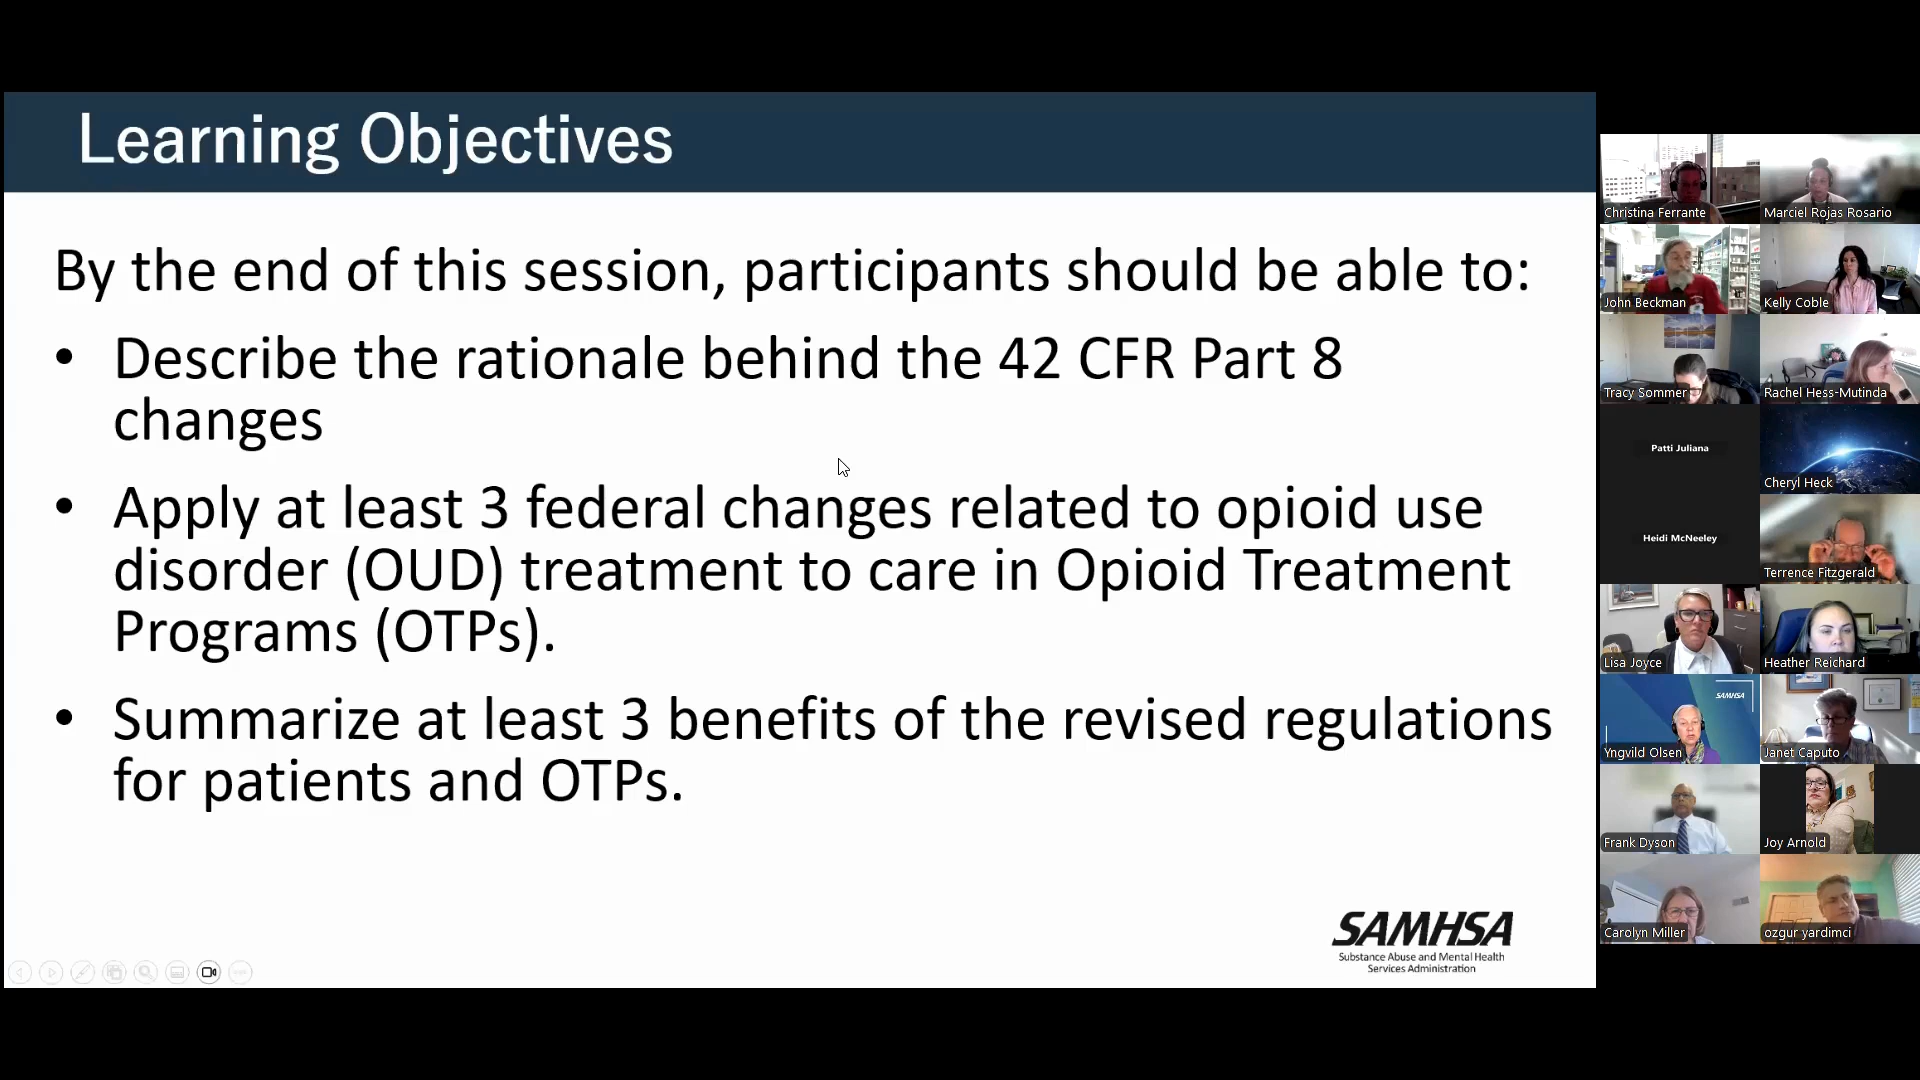 Learning Objectives
By the end of this session, participants should be able to:
• Describe the rationale behind the 42 CFR Part 8
changes
• Apply at least 3 federal changes related to opioid use
disorder (OUD) treatment to care in Opioid Treatment
Programs (OTPs).
• Summarize at least 3 benefits of the revised regulations
for patients and OTPs.
SAMHSA
Substance Abuse and Mental Health
Services Administration
Christina Ferrante
Marciel Rojas Rosario
John Beckman
Kelly Coble
Tracy Sommer
Rachel Hess-Mutinda
Patti Juliana
Cheryl Heck
Heidi McNeeley
Terrence Fitzgerald
Lisa Joyce
Heather Reichard
SAMHSA
Yngvild Olsen
Janet Caputo
Frank Dyson
Joy Arnold
Carolyn Miller
ozgur yardimci